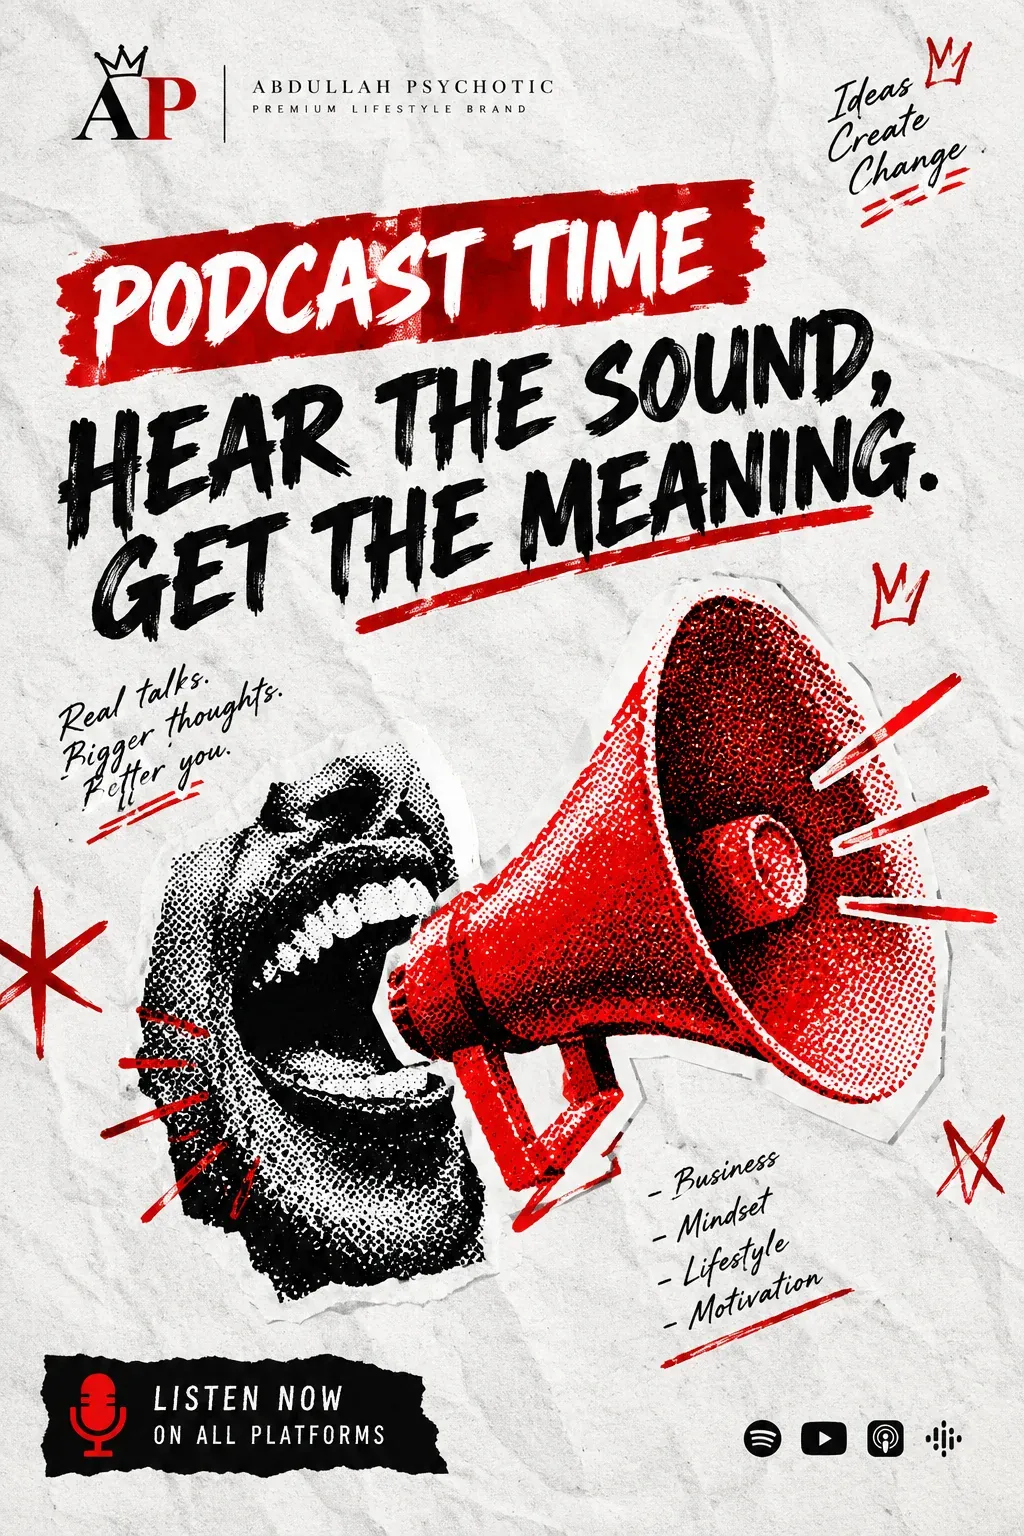 AP
ABDULLAH PSYCHOTIC
PREMIUM LIFESTYLE BRAND
Ideas
Create
Change
PODCAST TIME
HEAR THE SOUND,
GET THE MEANING.
Real talks.
Bigger thoughts.
Better you.
- Business
- Mindset
- Lifestyle
- Motivation
LISTEN NOW
ON ALL PLATFORMS